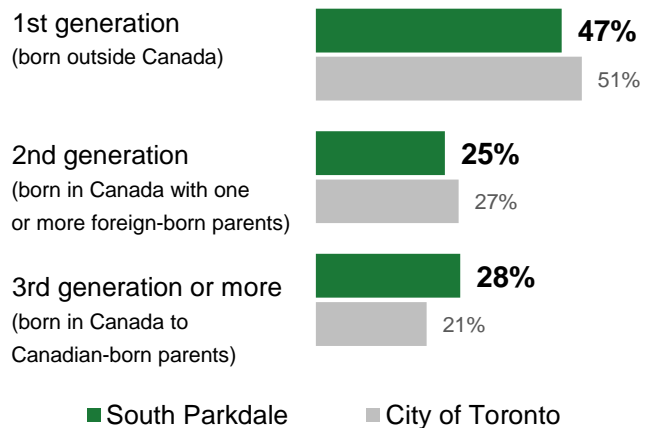 1st generation
(born outside Canada)
47%
51%
2nd generation
(born in Canada with one
or more foreign-born parents)
25%
27%
3rd generation or more
(born in Canada to
Canadian-born parents)
28%
21%
South Parkdale
City of Toronto